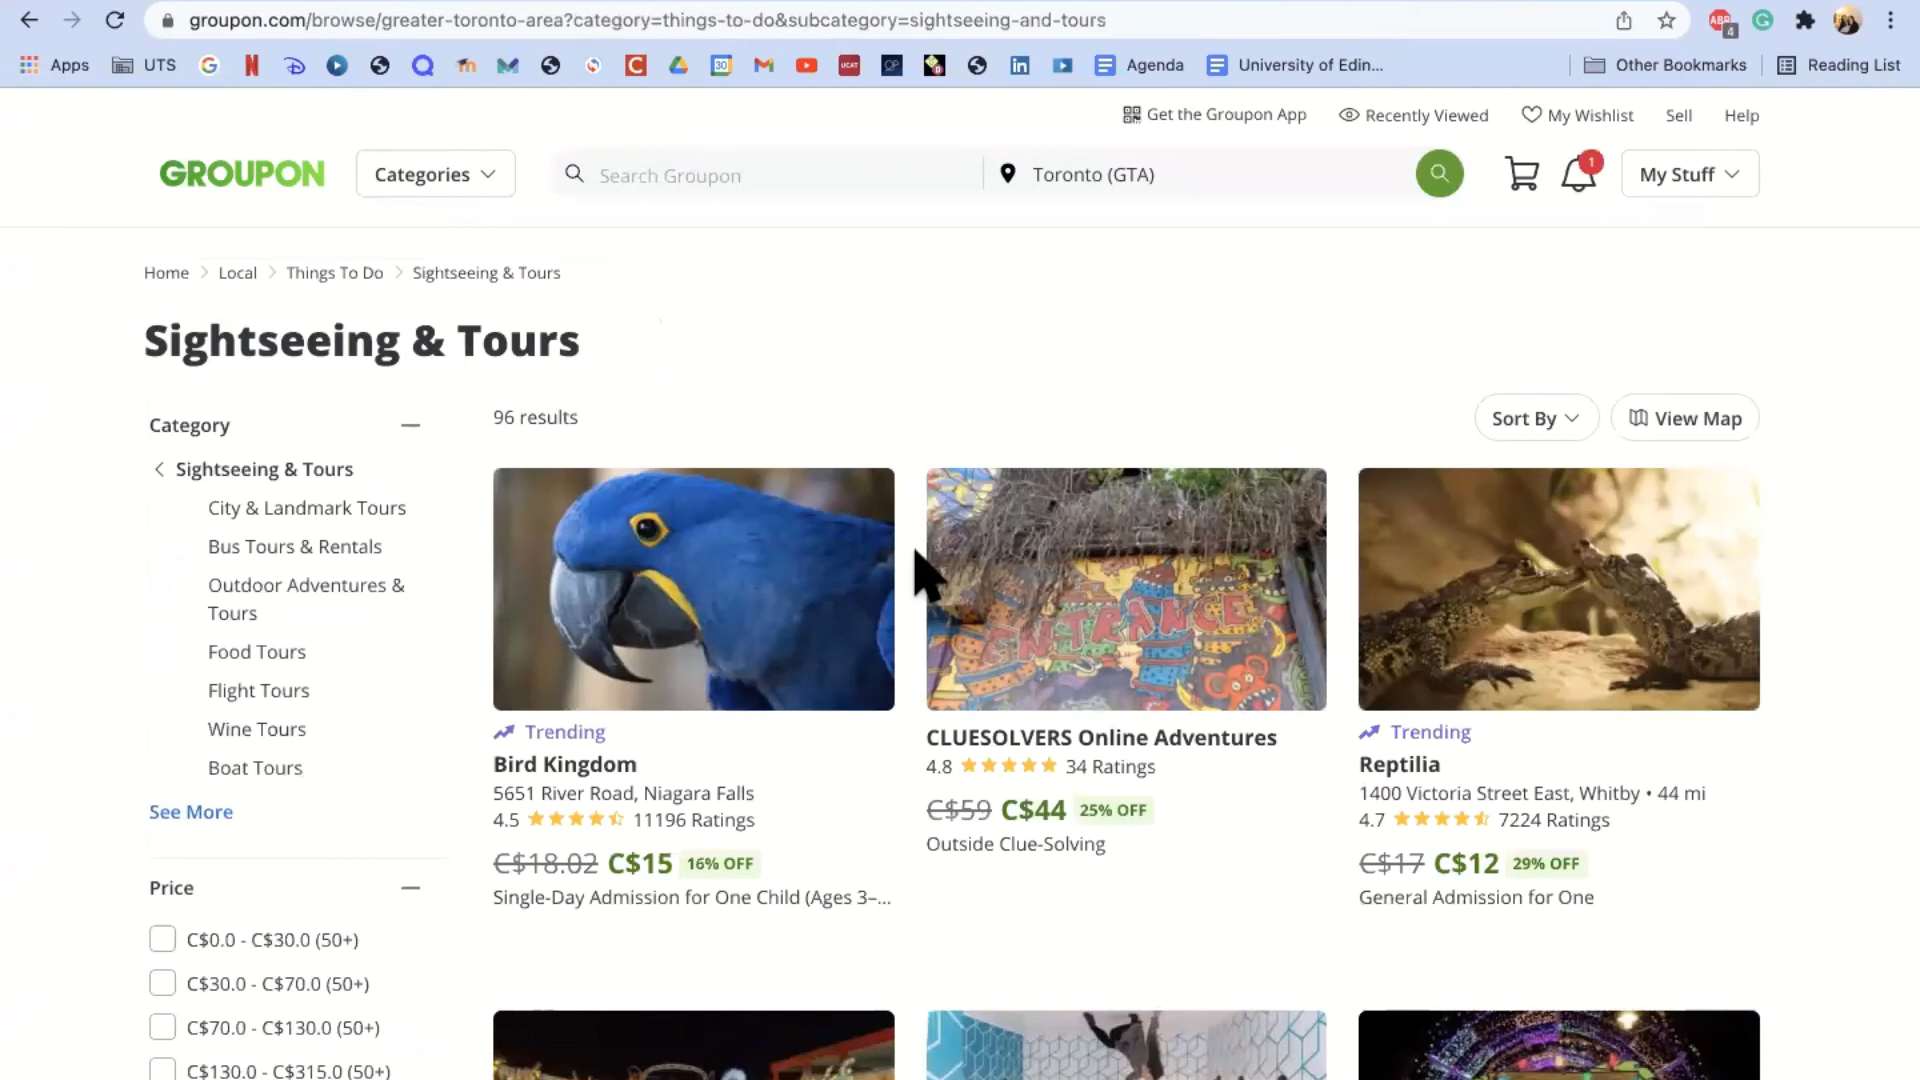 groupon.com/browse/greater-toronto-area?category=things-to-do&subcategory=sightseeing-and-tours
ABP
4
Apps
UTS
30
UCAT
OP
Agenda
University of Edin...
Other Bookmarks
Reading List
Get the Groupon App
Recently Viewed
My Wishlist
Sell
Help
GROUPON
Categories
Search Groupon
Toronto (GTA)
1
My Stuff
Home > Local > Things To Do > Sightseeing & Tours
Sightseeing & Tours
Category
96 results
Sort By
View Map
Sightseeing & Tours
City & Landmark Tours
Bus Tours & Rentals
Outdoor Adventures &
Tours
Food Tours
Flight Tours
Wine Tours
Boat Tours
See More
Price
C$0.0 - C$30.0 (50+)
C$30.0 - C$70.0 (50+)
C$70.0 - C$130.0 (50+)
C$130.0 - C$315.0 (50+)
Trending
Bird Kingdom
5651 River Road, Niagara Falls
4.5 11196 Ratings
C$18.02 C$15 16% OFF
Single-Day Admission for One Child (Ages 3–...
ENTRANCE
CLUESOLVERS Online Adventures
4.8 34 Ratings
C$59 C$44 25% OFF
Outside Clue-Solving
Trending
Reptilia
1400 Victoria Street East, Whitby • 44 mi
4.7 7224 Ratings
C$17 C$12 29% OFF
General Admission for One